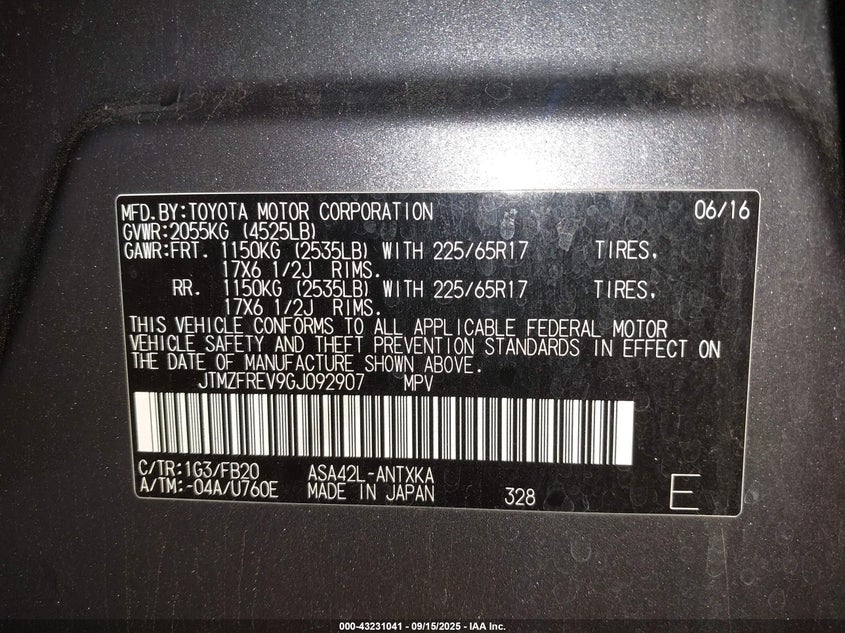 MFD.BY:TOYOTA MOTOR CORPORATION 06/16
GVWR:2055KG (4525LB)
GAWR:FRT. 1150KG (2535LB) WITH 225/65R17 TIRES,
17X6 1/2J RIMS.
RR. 1150KG (2535LB) WITH 225/65R17 TIRES,
17X6 1/2J RIMS.
THIS VEHICLE CONFORMS TO ALL APPLICABLE FEDERAL MOTOR
VEHICLE SAFETY AND THEFT PREVENTION STANDARDS IN EFFECT ON
THE DATE OF MANUFACTURE SHOWN ABOVE.
JTMZFREV9GJ092907 MPV
C/TR:1G3/FB20 ASA42L-ANTXKA
A/TM:-04A/U760E MADE IN JAPAN 328 E
000-43231041 - 09/15/2025 - IAA Inc.